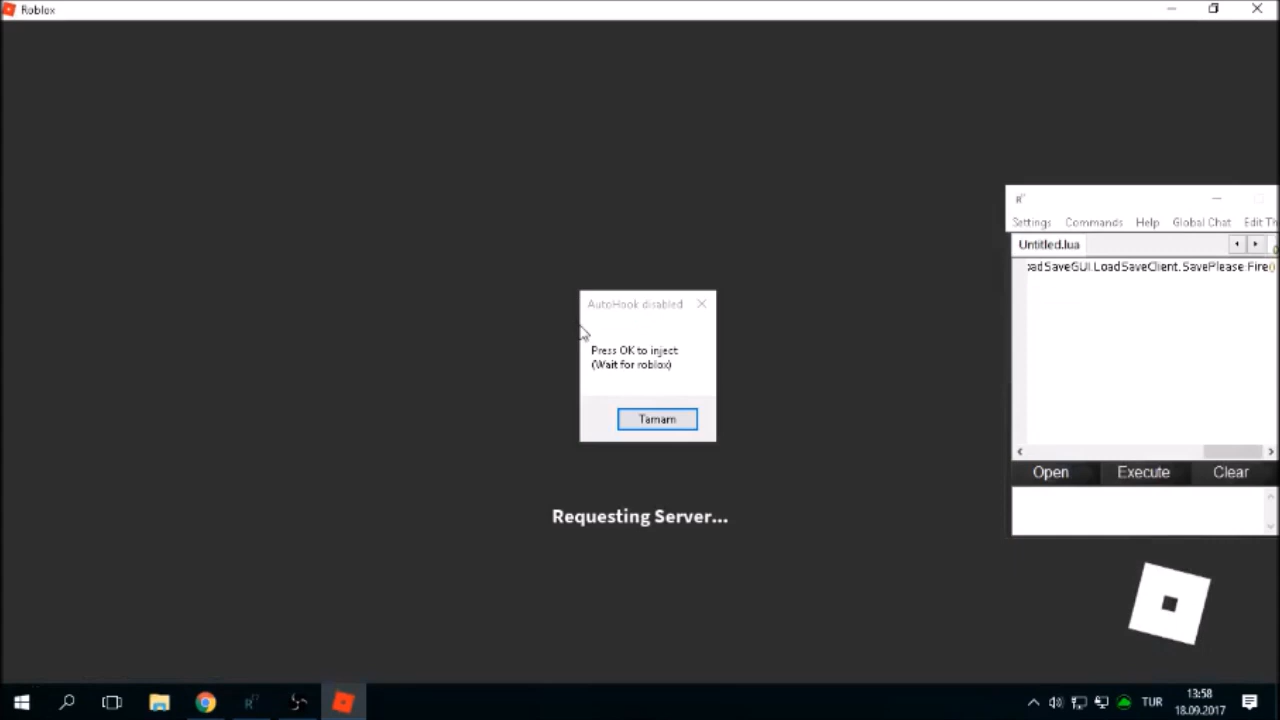 Roblox
Settings Commands Help Global Chat Edit Th
Untitled.lua
adSaveGUI.LoadSaveClient.SavePlease.Fire()
AutoHook disabled
Press OK to inject
(Wait for roblox)
Tamam
Open Execute Clear
Requesting Server...
TUR
13:58
18.09.2017